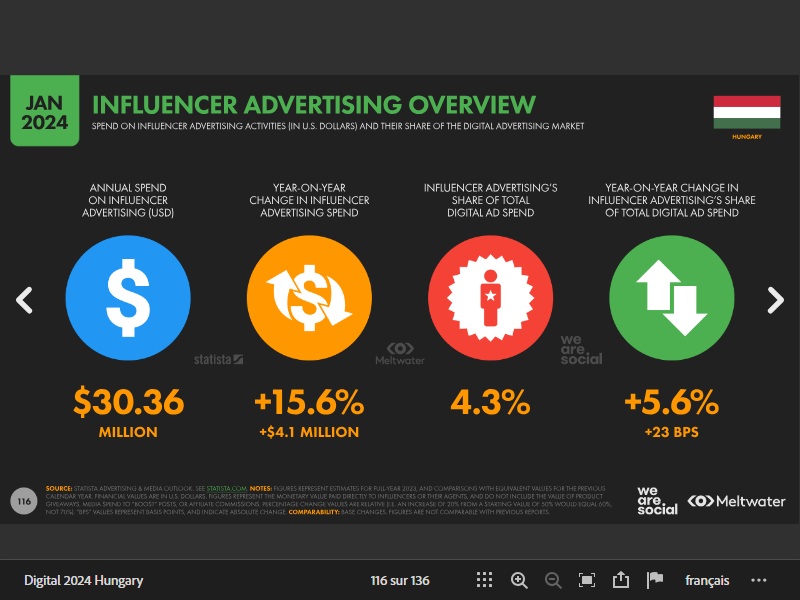 JAN
2024
INFLUENCER ADVERTISING OVERVIEW
SPEND ON INFLUENCER ADVERTISING ACTIVITIES (IN U.S. DOLLARS) AND THEIR SHARE OF THE DIGITAL ADVERTISING MARKET
HUNGARY
ANNUAL SPEND
ON INFLUENCER
ADVERTISING (USD)
YEAR-ON-YEAR
CHANGE IN INFLUENCER
ADVERTISING SPEND
INFLUENCER ADVERTISING'S
SHARE OF TOTAL
DIGITAL AD SPEND
YEAR-ON-YEAR CHANGE IN
INFLUENCER ADVERTISING'S SHARE
OF TOTAL DIGITAL AD SPEND
$
$
statista
Meltwater
we
are.
social
$30.36
MILLION
+15.6%
+$4.1 MILLION
4.3%
+5.6%
+23 BPS
116
SOURCE: STATISTA ADVERTISING & MEDIA OUTLOOK. SEE STATISTA.COM. NOTES: FIGURES REPRESENT ESTIMATES FOR FULL-YEAR 2023, AND COMPARISONS WITH EQUIVALENT VALUES FOR THE PREVIOUS
CALENDAR YEAR. FINANCIAL VALUES ARE IN U.S. DOLLARS. FIGURES REPRESENT THE MONETARY VALUE PAID DIRECTLY TO INFLUENCERS OR THEIR AGENTS, AND DO NOT INCLUDE THE VALUE OF PRODUCT
GIVEAWAYS, MEDIA SPEND TO "BOOST" POSTS, OR AFFILIATE COMMISSIONS. PERCENTAGE CHANGE VALUES ARE RELATIVE (I.E. AN INCREASE OF 20% FROM A STARTING VALUE OF 50% WOULD EQUAL 60%,
NOT 70%). "BPS" VALUES REPRESENT BASIS POINTS, AND INDICATE ABSOLUTE CHANGE. COMPARABILITY: BASE CHANGES. FIGURES ARE NOT COMPARABLE WITH PREVIOUS REPORTS.
we
are.
social
Meltwater
Digital 2024 Hungary
116 sur 136
français